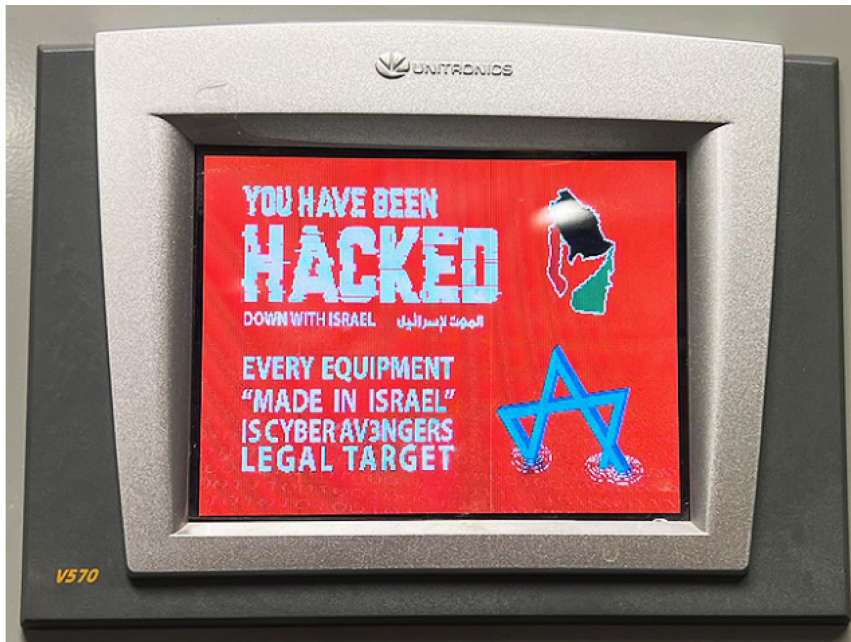 UNITRONICS
YOU HAVE BEEN
HACKED
DOWN WITH ISRAEL الموت لإسرائيل
EVERY EQUIPMENT
"MADE IN ISRAEL"
IS CYBER AV3NGERS
LEGAL TARGET
V570